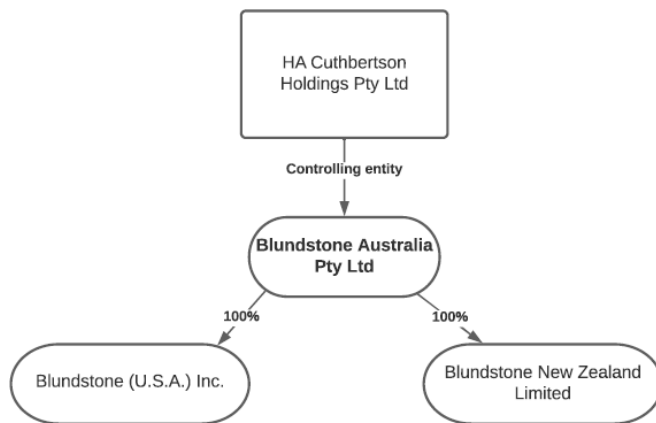 HA Cuthbertson
Holdings Pty Ltd
Controlling entity
Blundstone Australia
Pty Ltd
100%
100%
Blundstone (U.S.A.) Inc.
Blundstone New Zealand
Limited